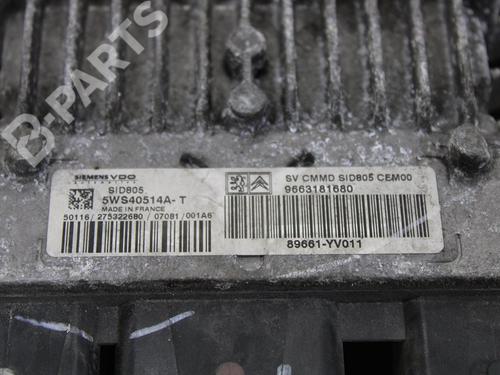 B-PARTS
SIEMENS VDO
AUTOMOTIVE
SID805
5WS40514A-T
MADE IN FRANCE
50116/275322680/07081/001A6
SV CMMD SID805 CEM00
9663181680
89661-YV011